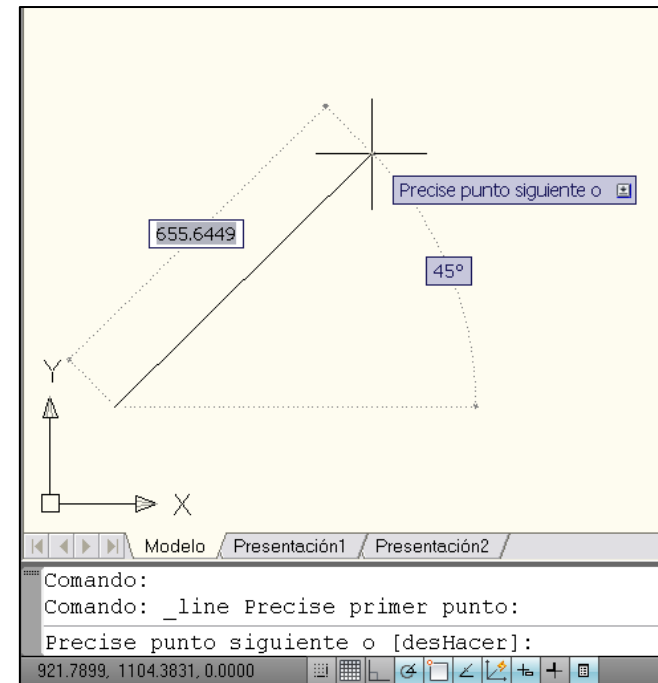 Precise punto siguiente o
655.6449
45°
Y
X
Modelo Presentación1 Presentación2
Comando:
Comando: _line Precise primer punto:
Precise punto siguiente o [desHacer]:
921.7899, 1104.3831, 0.0000